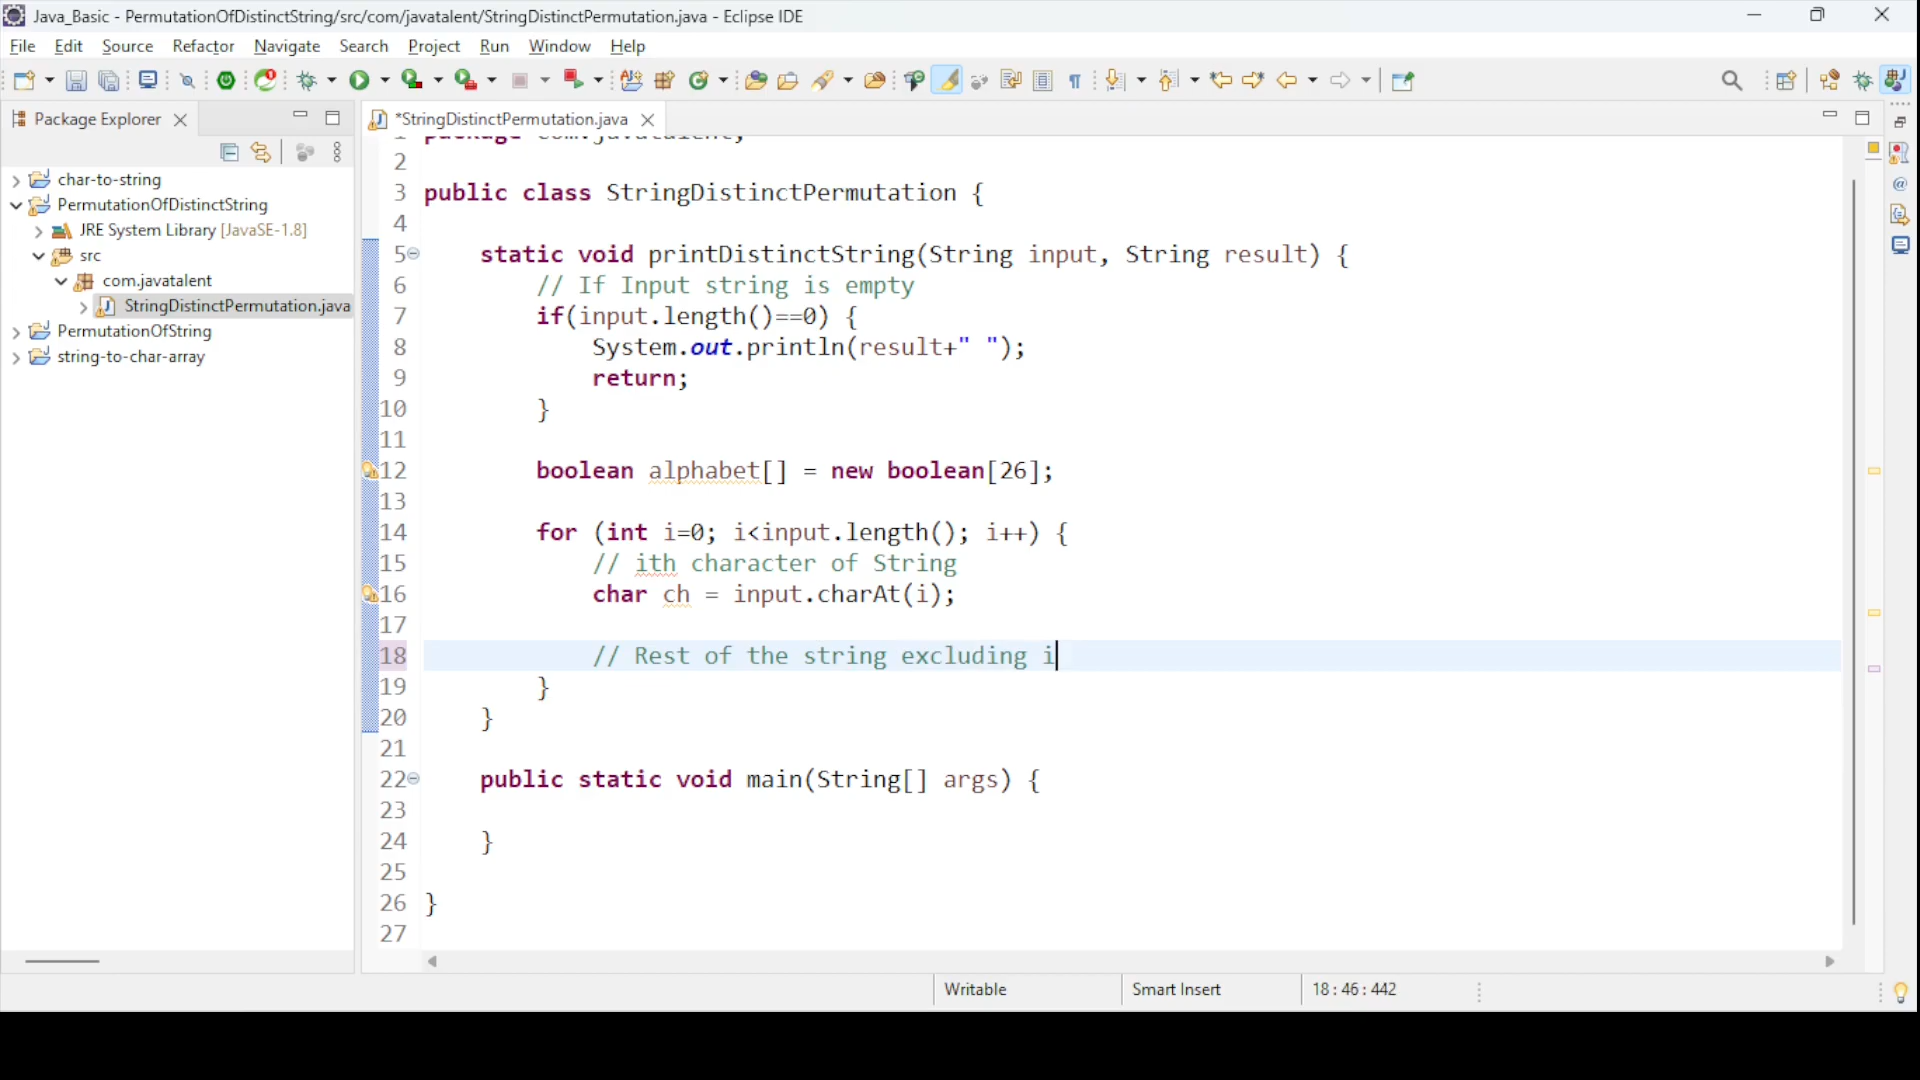 Java_Basic - PermutationOfDistinctString/src/com/javatalent/StringDistinctPermutation.java - Eclipse IDE
File Edit Source Refactor Navigate Search Project Run Window Help
Package Explorer
*StringDistinctPermutation.java
char-to-string
PermutationOfDistinctString
JRE System Library [JavaSE-1.8]
src
com.javatalent
StringDistinctPermutation.java
PermutationOfString
string-to-char-array
1 package com.javatalent;
2
3 public class StringDistinctPermutation {
4
5 static void printDistinctString(String input, String result) {
6 // If Input string is empty
7 if(input.length()==0) {
8 System.out.println(result+" ");
9 return;
10 }
11
12 boolean alphabet[] = new boolean[26];
13
14 for (int i=0; i<input.length(); i++) {
15 // ith character of String
16 char ch = input.charAt(i);
17
18 // Rest of the string excluding i
19 }
20 }
21
22 public static void main(String[] args) {
23
24 }
25
26 }
27
Writable
Smart Insert
18 : 46 : 442